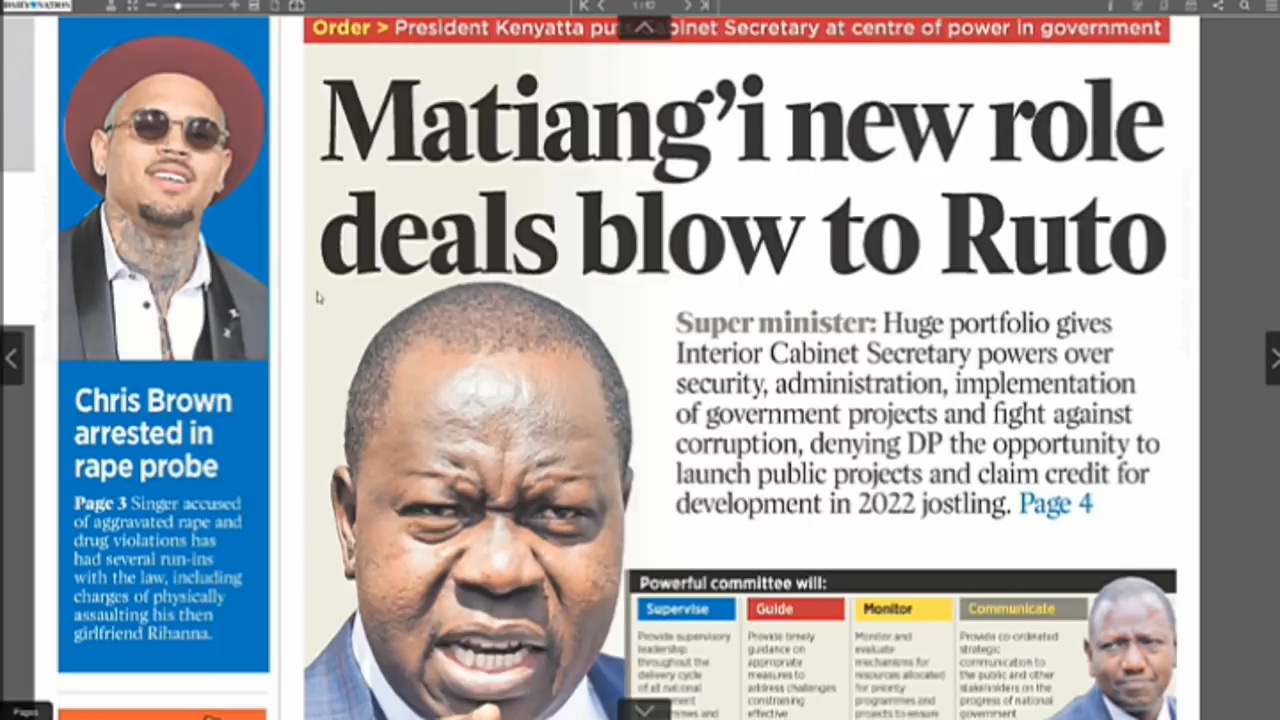 DAILY NATION
1 / 67
Order > President Kenyatta pu binet Secretary at centre of power in government
Matiang'i new role
deals blow to Ruto
Super minister: Huge portfolio gives
Interior Cabinet Secretary powers over
security, administration, implementation
of government projects and fight against
corruption, denying DP the opportunity to
launch public projects and claim credit for
development in 2022 jostling. Page 4
Chris Brown
arrested in
rape probe
Page 3 Singer accused
of aggravated rape and
drug violations has
had several run-ins
with the law, including
charges of physically
assaulting his then
girlfriend Rihanna.
Powerful committee will:
Supervise
Provide supervisory
leadership
throughout the
delivery cycle
of all national
Guide
Provide timely
guidance on
appropriate
measures to
address challenges
constraining
effective
Monitor
Monitor and
evaluate
mechanisms for
resources allocated
for priority
programmes and
projects to ensure
Communicate
Provide co-ordinated
strategic
communication to
the public and other
stakeholders on the
progress of national
government
Pages